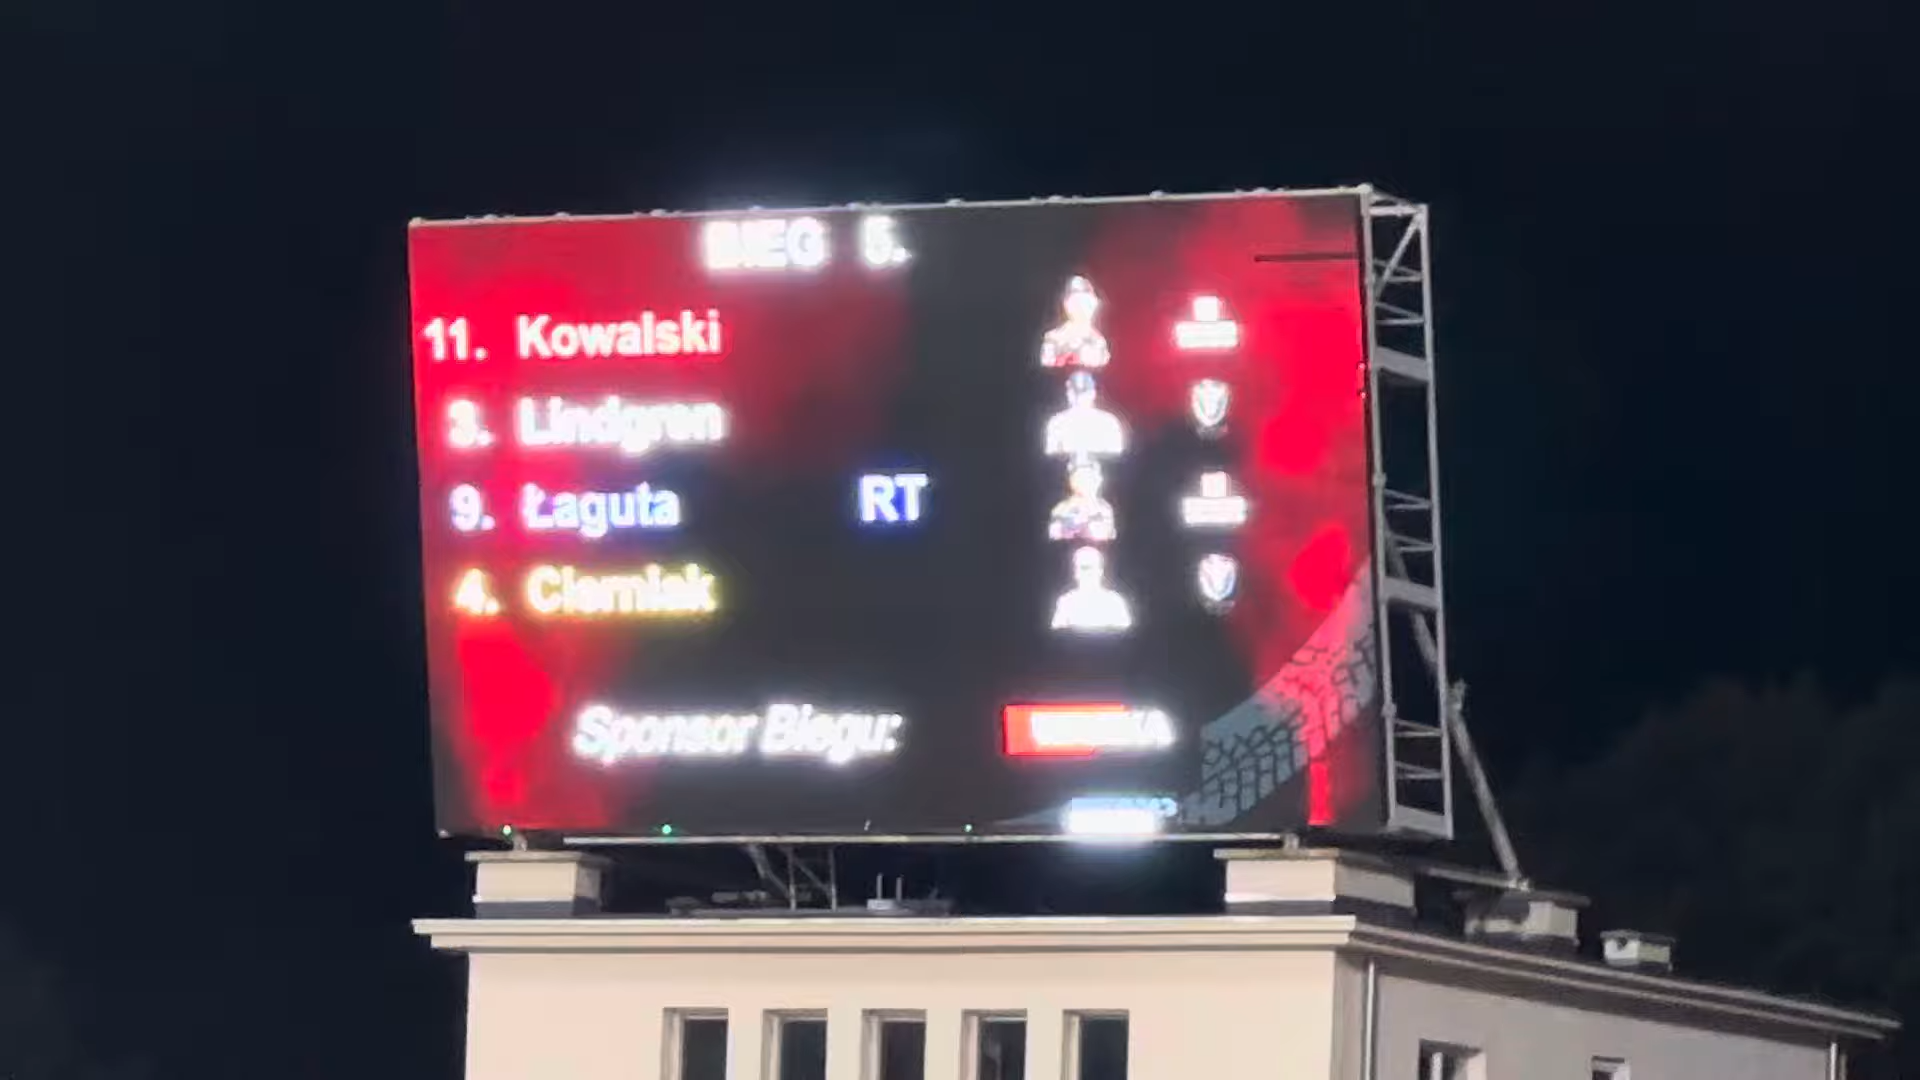 BIEG 5.
11. Kowalski
3. Lindgren
9. Łaguta RT
4. Cierniak
Sponsor Biegu: